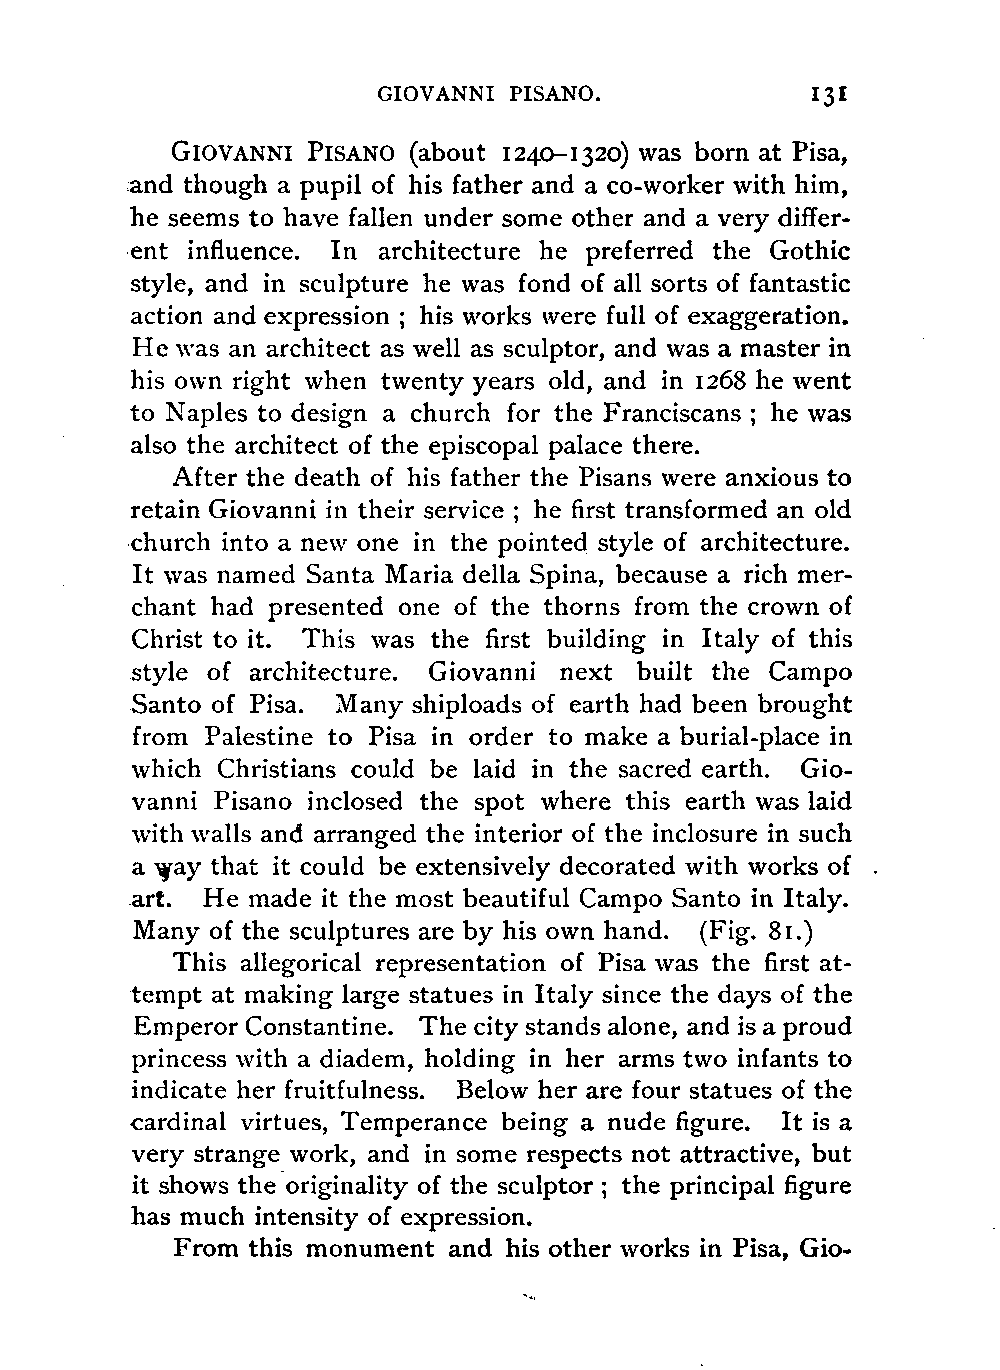 GIOVANNI PISANO. 131
GIOVANNI PISANO (about 1240–1320) was born at Pisa,
and though a pupil of his father and a co-worker with him,
he seems to have fallen under some other and a very differ-
ent influence. In architecture he preferred the Gothic
style, and in sculpture he was fond of all sorts of fantastic
action and expression ; his works were full of exaggeration.
He was an architect as well as sculptor, and was a master in
his own right when twenty years old, and in 1268 he went
to Naples to design a church for the Franciscans ; he was
also the architect of the episcopal palace there.
After the death of his father the Pisans were anxious to
retain Giovanni in their service ; he first transformed an old
church into a new one in the pointed style of architecture.
It was named Santa Maria della Spina, because a rich mer-
chant had presented one of the thorns from the crown of
Christ to it. This was the first building in Italy of this
style of architecture. Giovanni next built the Campo
Santo of Pisa. Many shiploads of earth had been brought
from Palestine to Pisa in order to make a burial-place in
which Christians could be laid in the sacred earth. Gio-
vanni Pisano inclosed the spot where this earth was laid
with walls and arranged the interior of the inclosure in such
a way that it could be extensively decorated with works of
art. He made it the most beautiful Campo Santo in Italy.
Many of the sculptures are by his own hand. (Fig. 81.)
This allegorical representation of Pisa was the first at-
tempt at making large statues in Italy since the days of the
Emperor Constantine. The city stands alone, and is a proud
princess with a diadem, holding in her arms two infants to
indicate her fruitfulness. Below her are four statues of the
cardinal virtues, Temperance being a nude figure. It is a
very strange work, and in some respects not attractive, but
it shows the originality of the sculptor ; the principal figure
has much intensity of expression.
From this monument and his other works in Pisa, Gio-